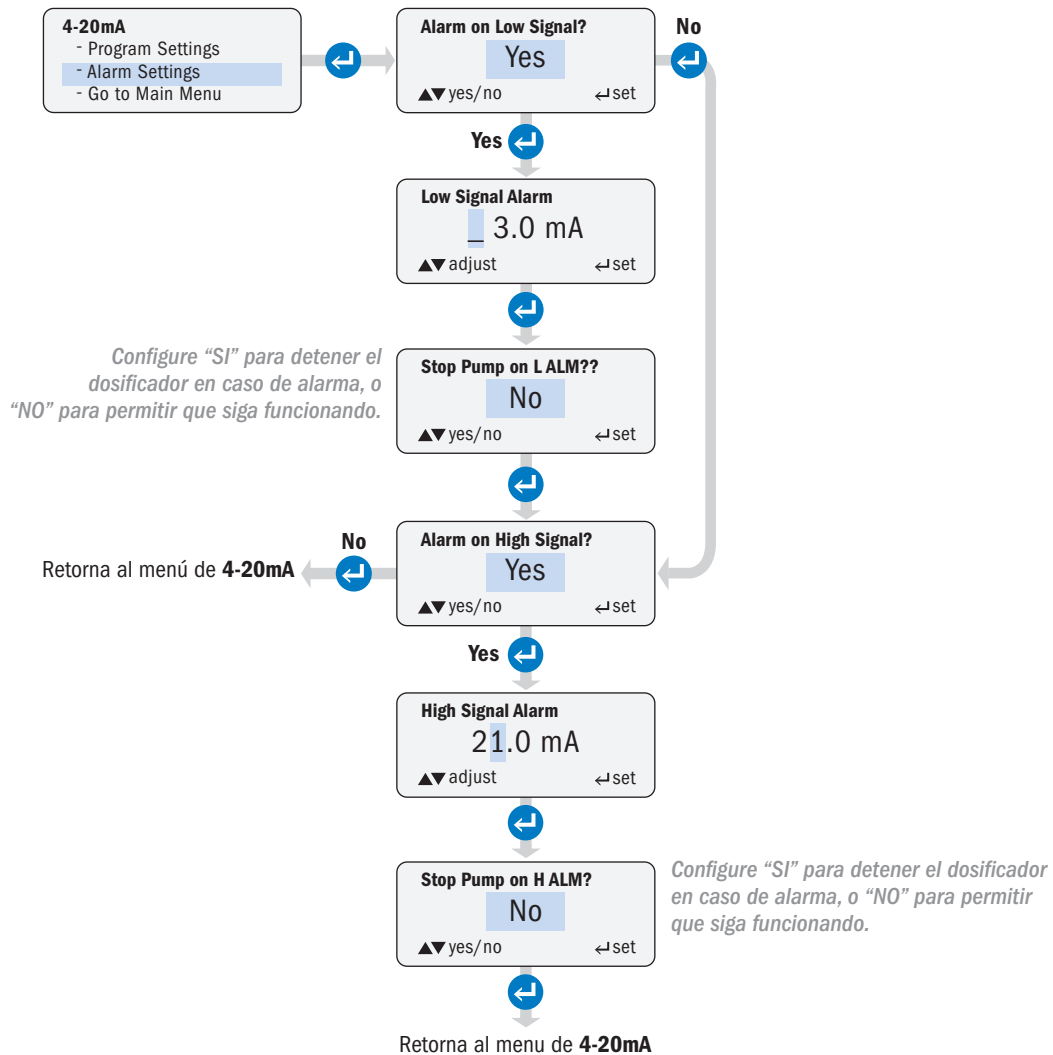 4-20mA
- Program Settings
- Alarm Settings
- Go to Main Menu
Alarm on Low Signal?
Yes
▲▼ yes/no ↵ set
No
Yes
Low Signal Alarm
_ 3.0 mA
▲▼ adjust ↵ set
Configure “SI” para detener el
dosificador en caso de alarma, o
“NO” para permitir que siga funcionando.
Stop Pump on L ALM??
No
▲▼ yes/no ↵ set
Retorna al menú de 4-20mA
No
Alarm on High Signal?
Yes
▲▼ yes/no ↵ set
Yes
High Signal Alarm
21.0 mA
▲▼ adjust ↵ set
Stop Pump on H ALM?
No
▲▼ yes/no ↵ set
Configure “SI” para detener el dosificador
en caso de alarma, o “NO” para permitir
que siga funcionando.
Retorna al menu de 4-20mA